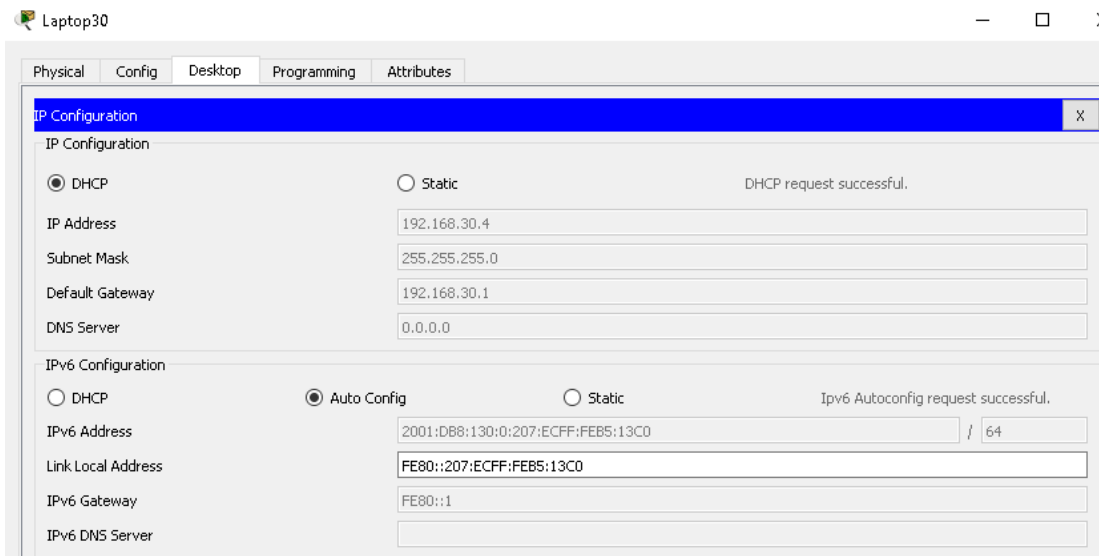 Laptop30
Physical Config Desktop Programming Attributes
IP Configuration X
IP Configuration
DHCP Static DHCP request successful.
IP Address 192.168.30.4
Subnet Mask 255.255.255.0
Default Gateway 192.168.30.1
DNS Server 0.0.0.0
IPv6 Configuration
DHCP Auto Config Static Ipv6 Autoconfig request successful.
IPv6 Address 2001:DB8:130:0:207:ECFF:FEB5:13C0 / 64
Link Local Address FE80::207:ECFF:FEB5:13C0
IPv6 Gateway FE80::1
IPv6 DNS Server